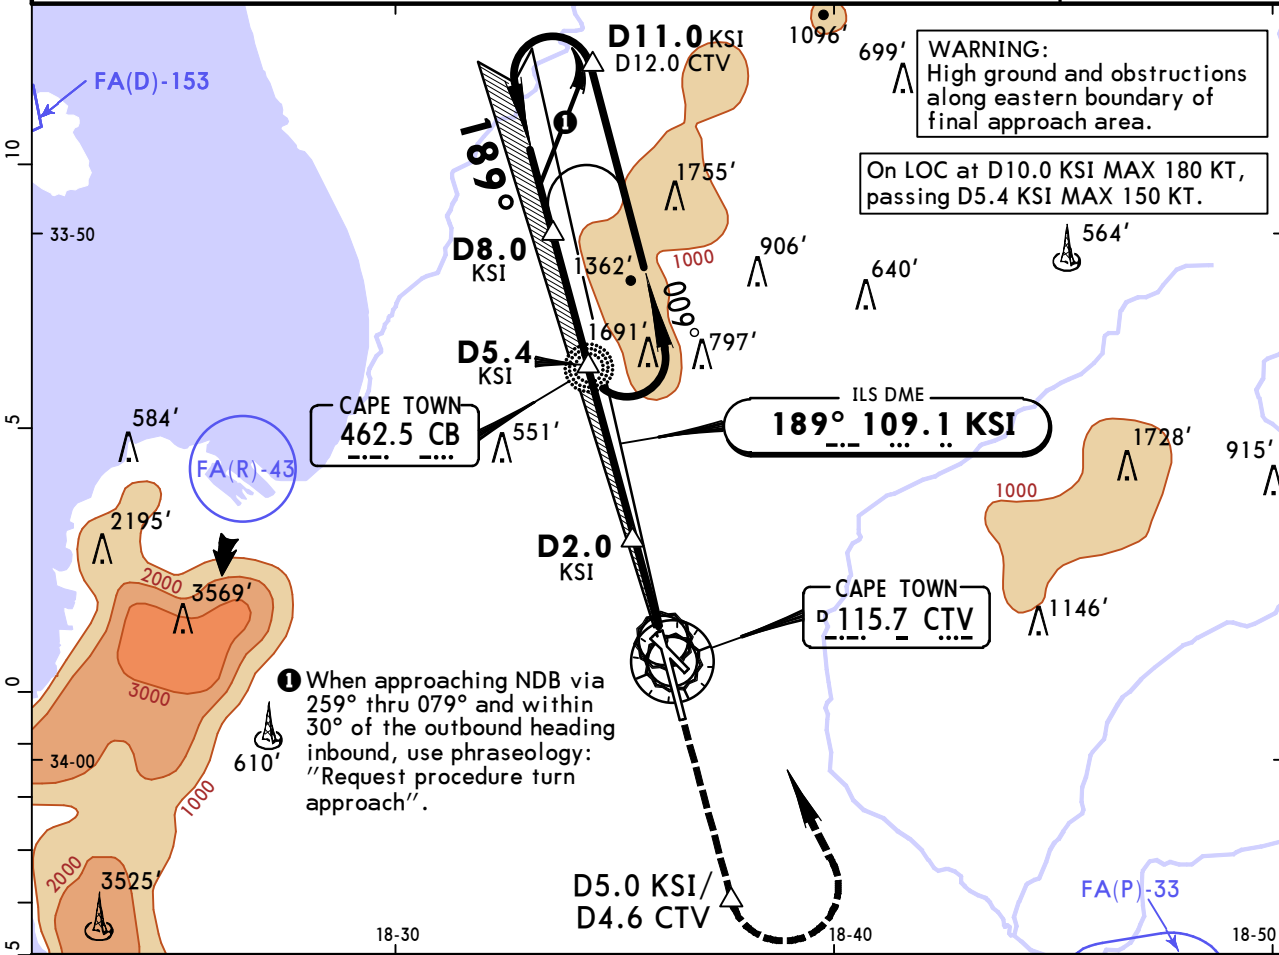 D11.0 KSI
D12.0 CTV
1096′
699′
WARNING:
High ground and obstructions
along eastern boundary of
final approach area.
FA(D)-153
189°
1
10
1755′
On LOC at D10.0 KSI MAX 180 KT,
passing D5.4 KSI MAX 150 KT.
33-50
D8.0
KSI
906′
564′
1362′
1000
640′
009°
1691′
797′
D5.4
KSI
CAPE TOWN
462.5 CB
ILS DME
189° 109.1 KSI
584′
5
551′
FA(R)-43
1728′
915′
1000
2195′
D2.0
KSI
2000
3569′
CAPE TOWN
D 115.7 CTV
1146′
3000
0
1 When approaching NDB via
259° thru 079° and within
30° of the outbound heading
inbound, use phraseology:
″Request procedure turn
approach″.
610′
34-00
1000
2000
3525′
D5.0 KSI/
D4.6 CTV
FA(P)-33
5
18-30
18-40
18-50